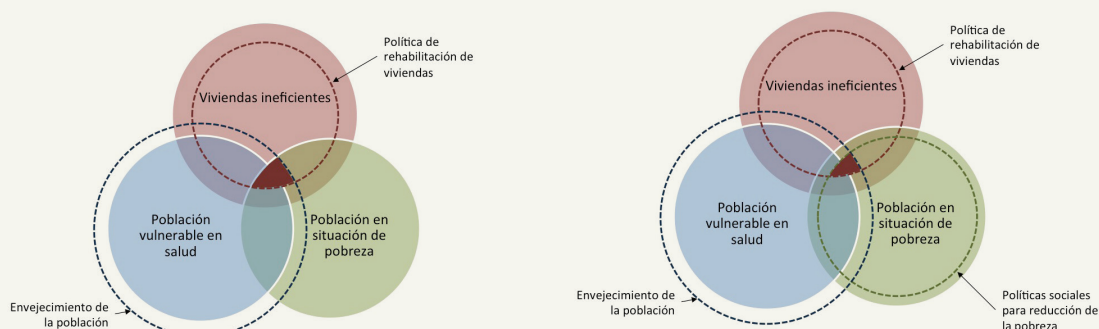 Política de
rehabilitación de
viviendas
Viviendas ineficientes
Población
vulnerable en
salud
Población en
situación de
pobreza
Envejecimiento de
la población
Política de
rehabilitación de
viviendas
Viviendas ineficientes
Población
vulnerable en
salud
Población en
situación de
pobreza
Envejecimiento de
la población
Políticas sociales
para reducción de
la pobreza